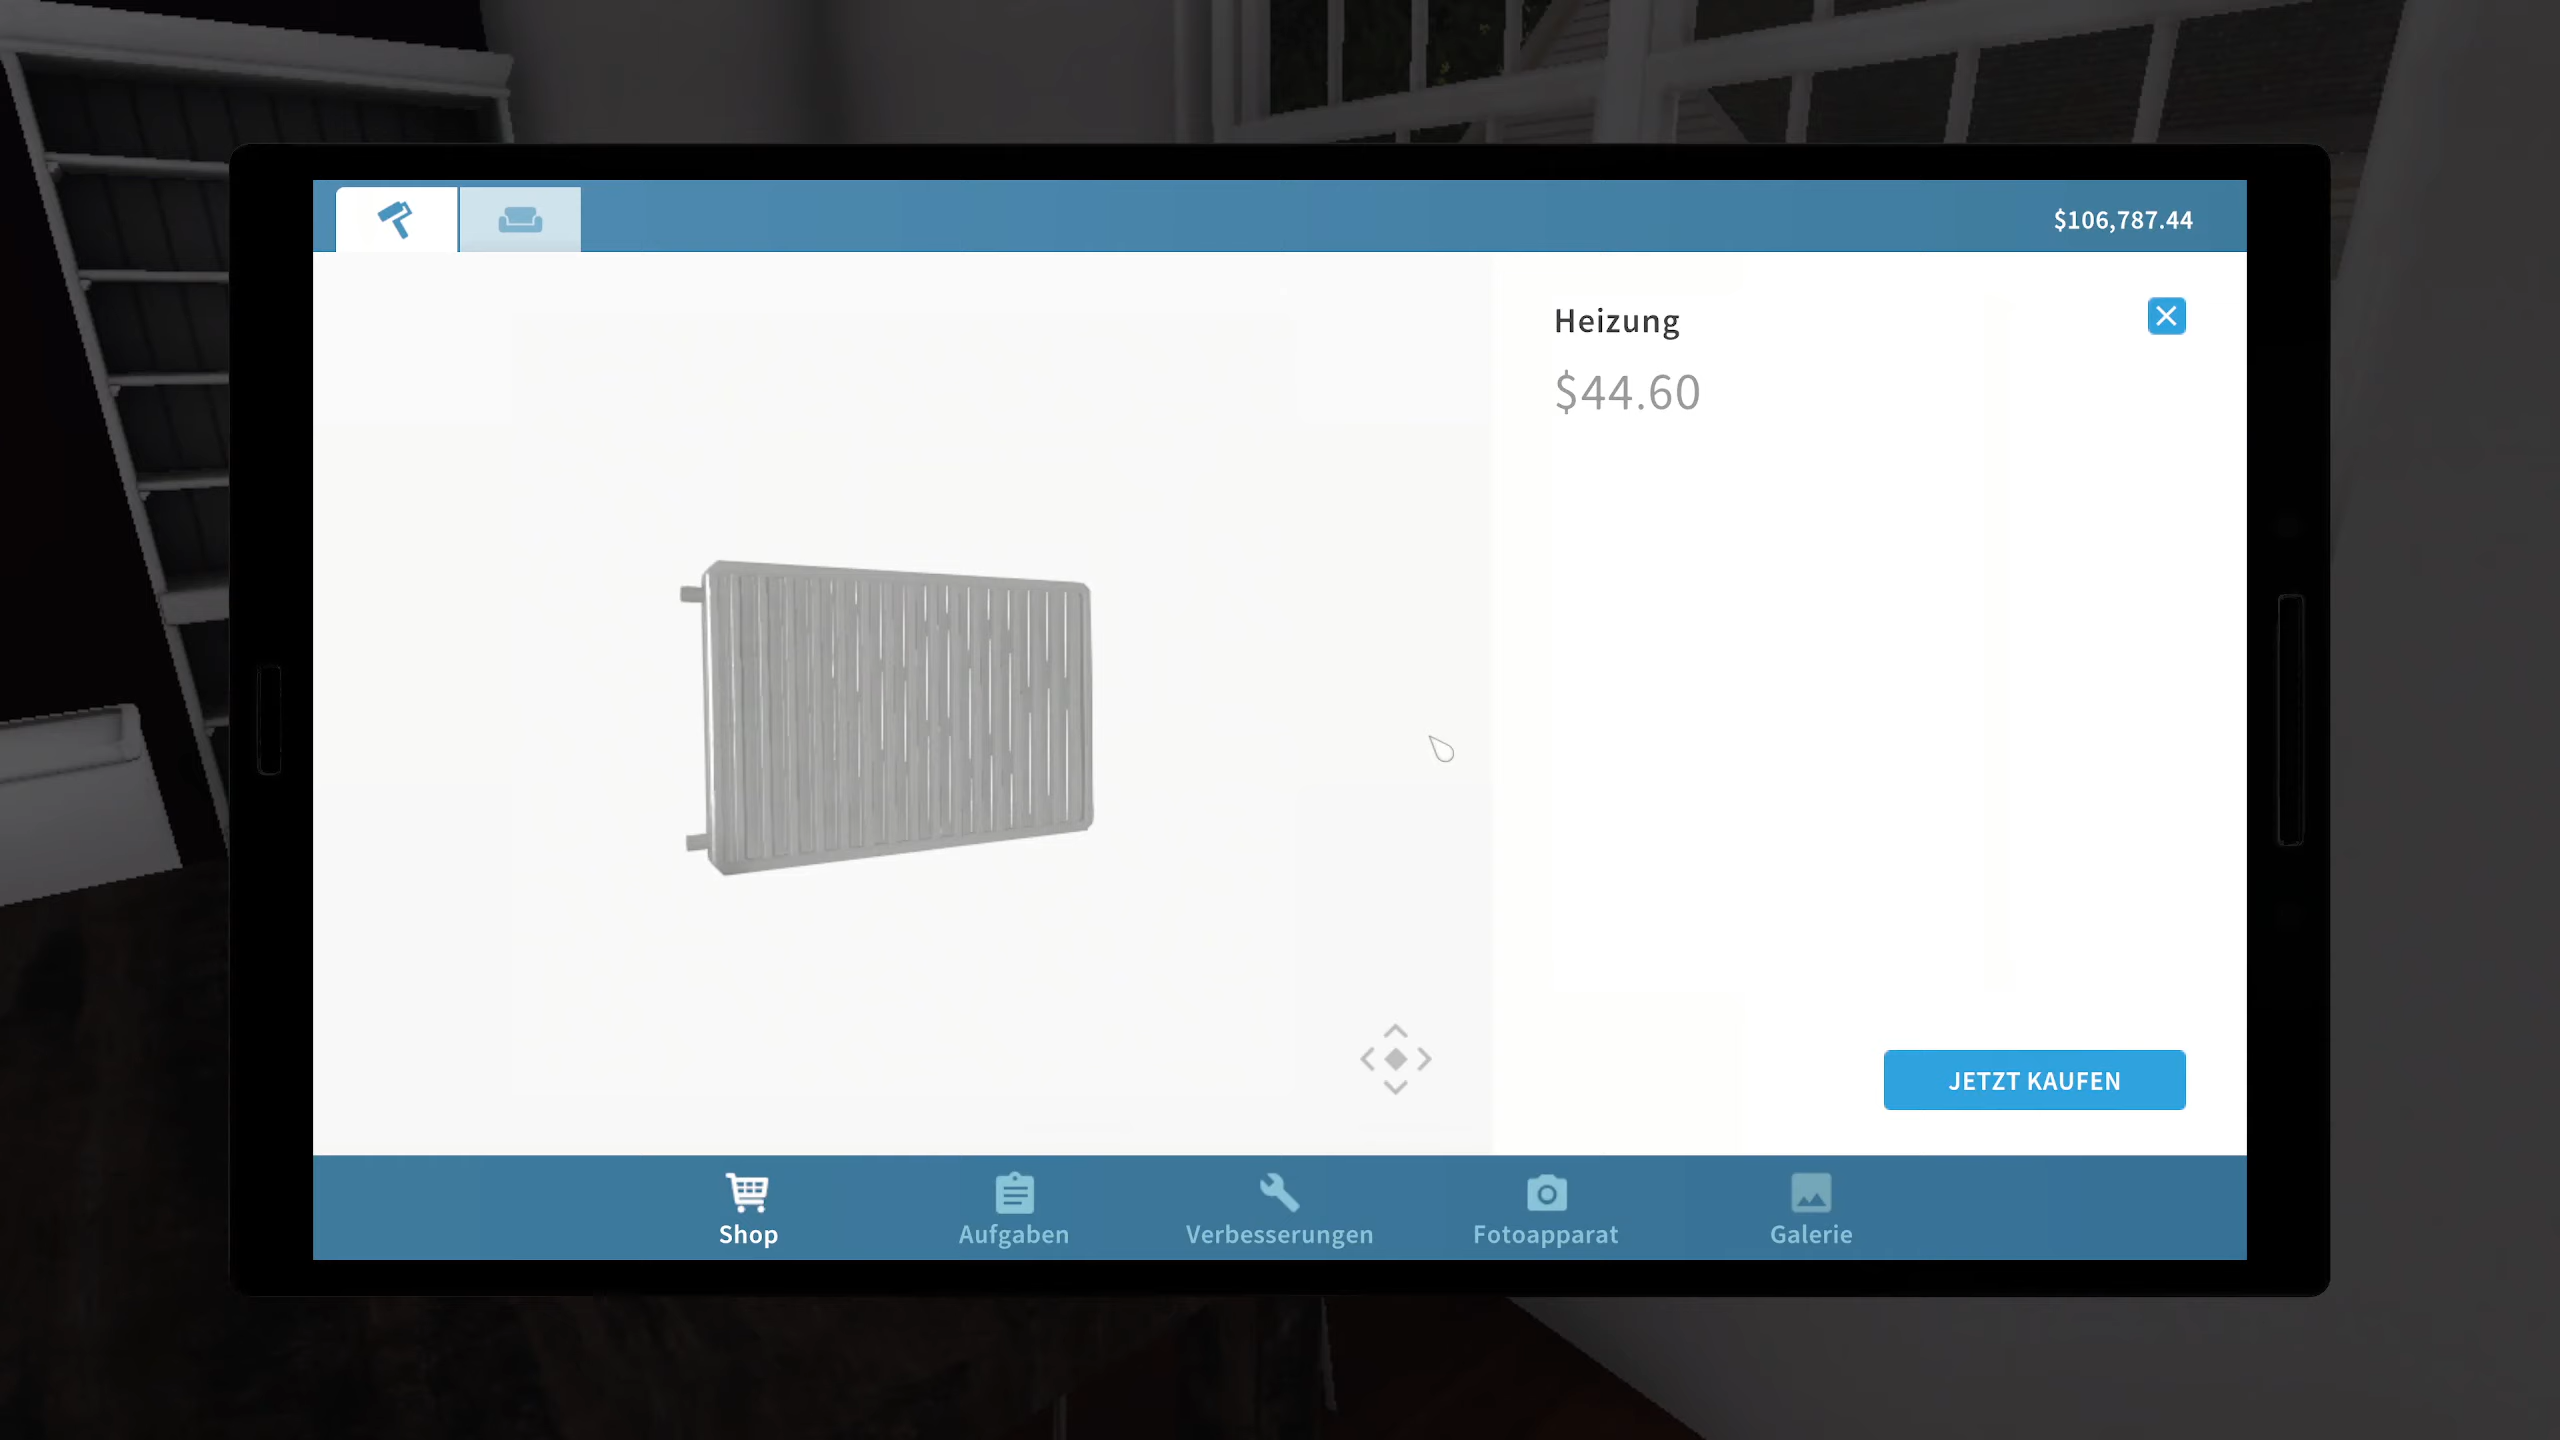 $106,787.44
Heizung
$44.60
JETZT KAUFEN
Shop
Aufgaben
Verbesserungen
Fotoapparat
Galerie